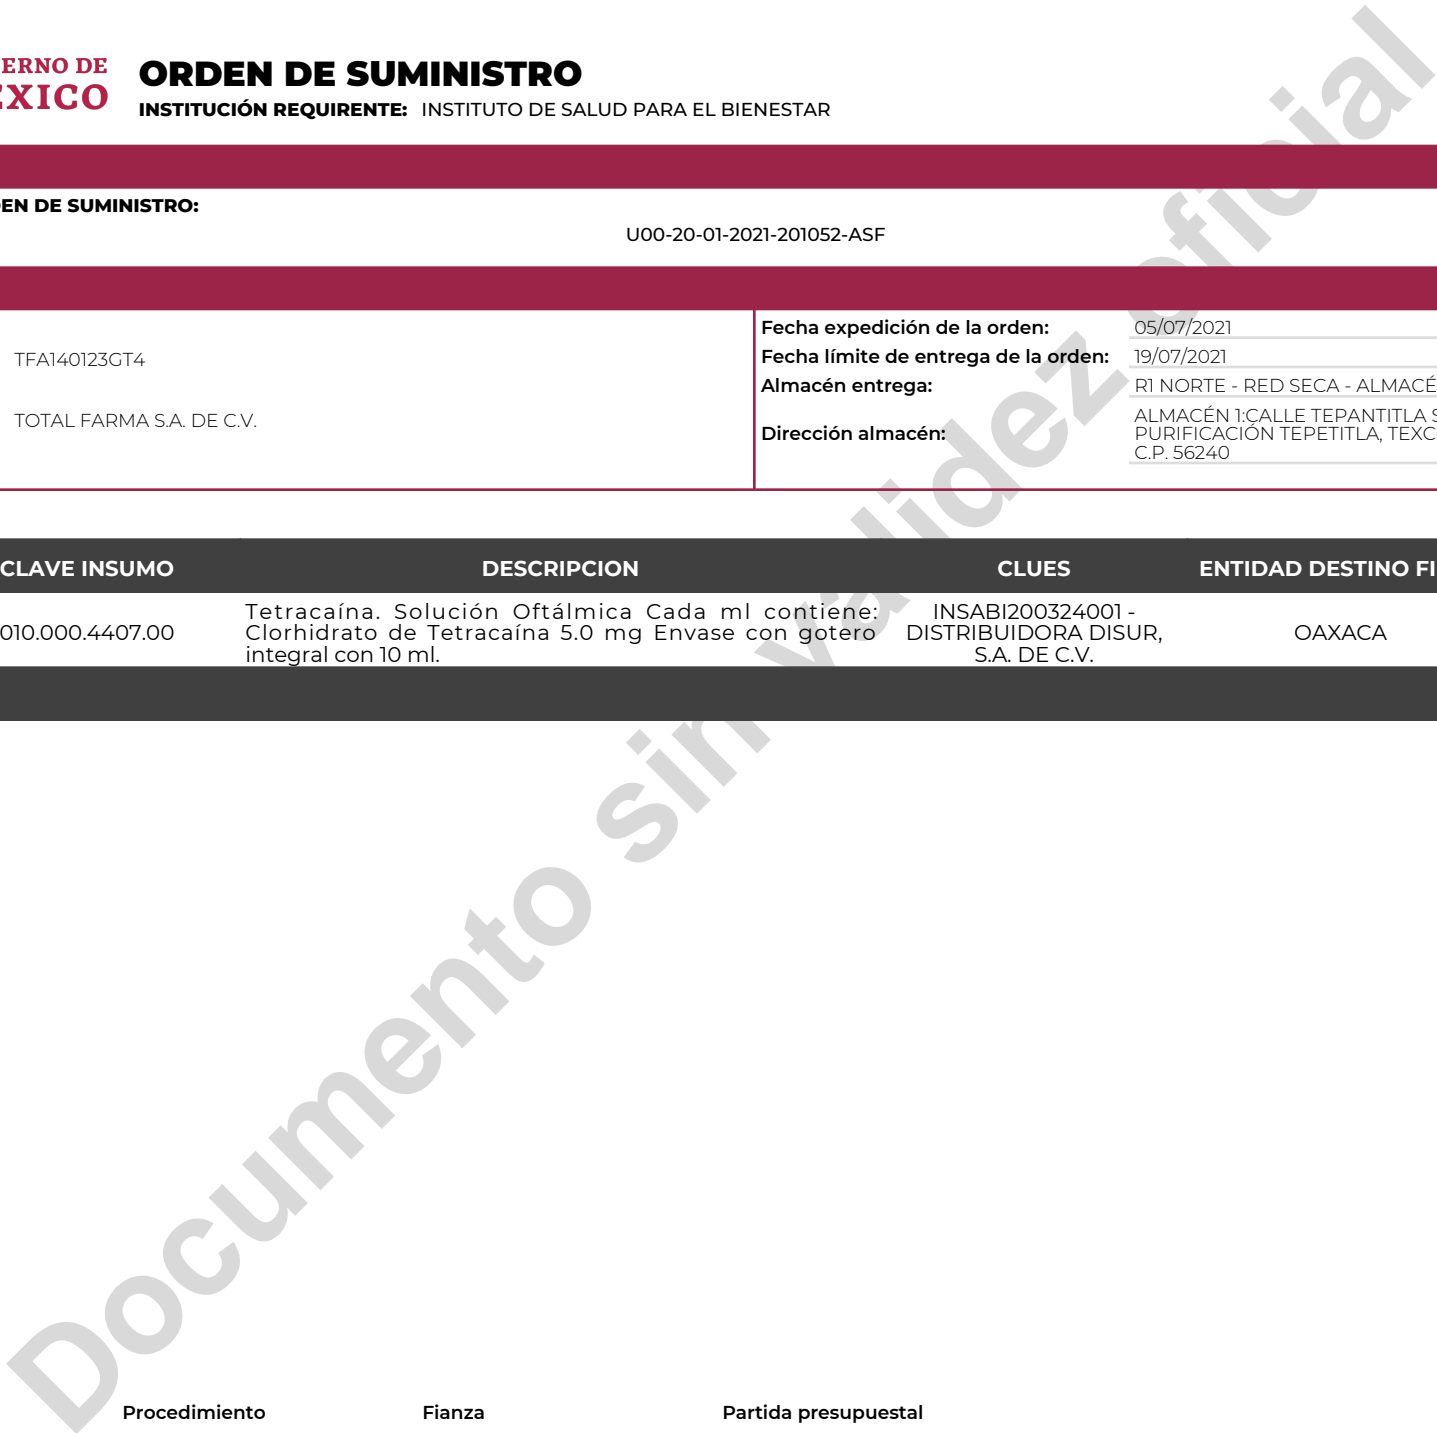 ERNO DE
EXICO
ORDEN DE SUMINISTRO
INSTITUCIÓN REQUIRENTE: INSTITUTO DE SALUD PARA EL BIENESTAR
EN DE SUMINISTRO:
U00-20-01-2021-201052-ASF
TFA140123GT4
TOTAL FARMA S.A. DE C.V.
Fecha expedición de la orden: 05/07/2021
Fecha límite de entrega de la orden: 19/07/2021
Almacén entrega: R1 NORTE - RED SECA - ALMACÉ
Dirección almacén: ALMACÉN 1:CALLE TEPANTITLA S
PURIFICACIÓN TEPETITLA, TEXC
C.P. 56240
CLAVE INSUMO DESCRIPCION CLUES ENTIDAD DESTINO FI
010.000.4407.00
Tetracaína. Solución Oftálmica Cada ml contiene:
Clorhidrato de Tetracaína 5.0 mg Envase con gotero
integral con 10 ml.
INSABI200324001 -
DISTRIBUIDORA DISUR,
S.A. DE C.V.
OAXACA
Documento sin validez oficial
Procedimiento Fianza Partida presupuestal